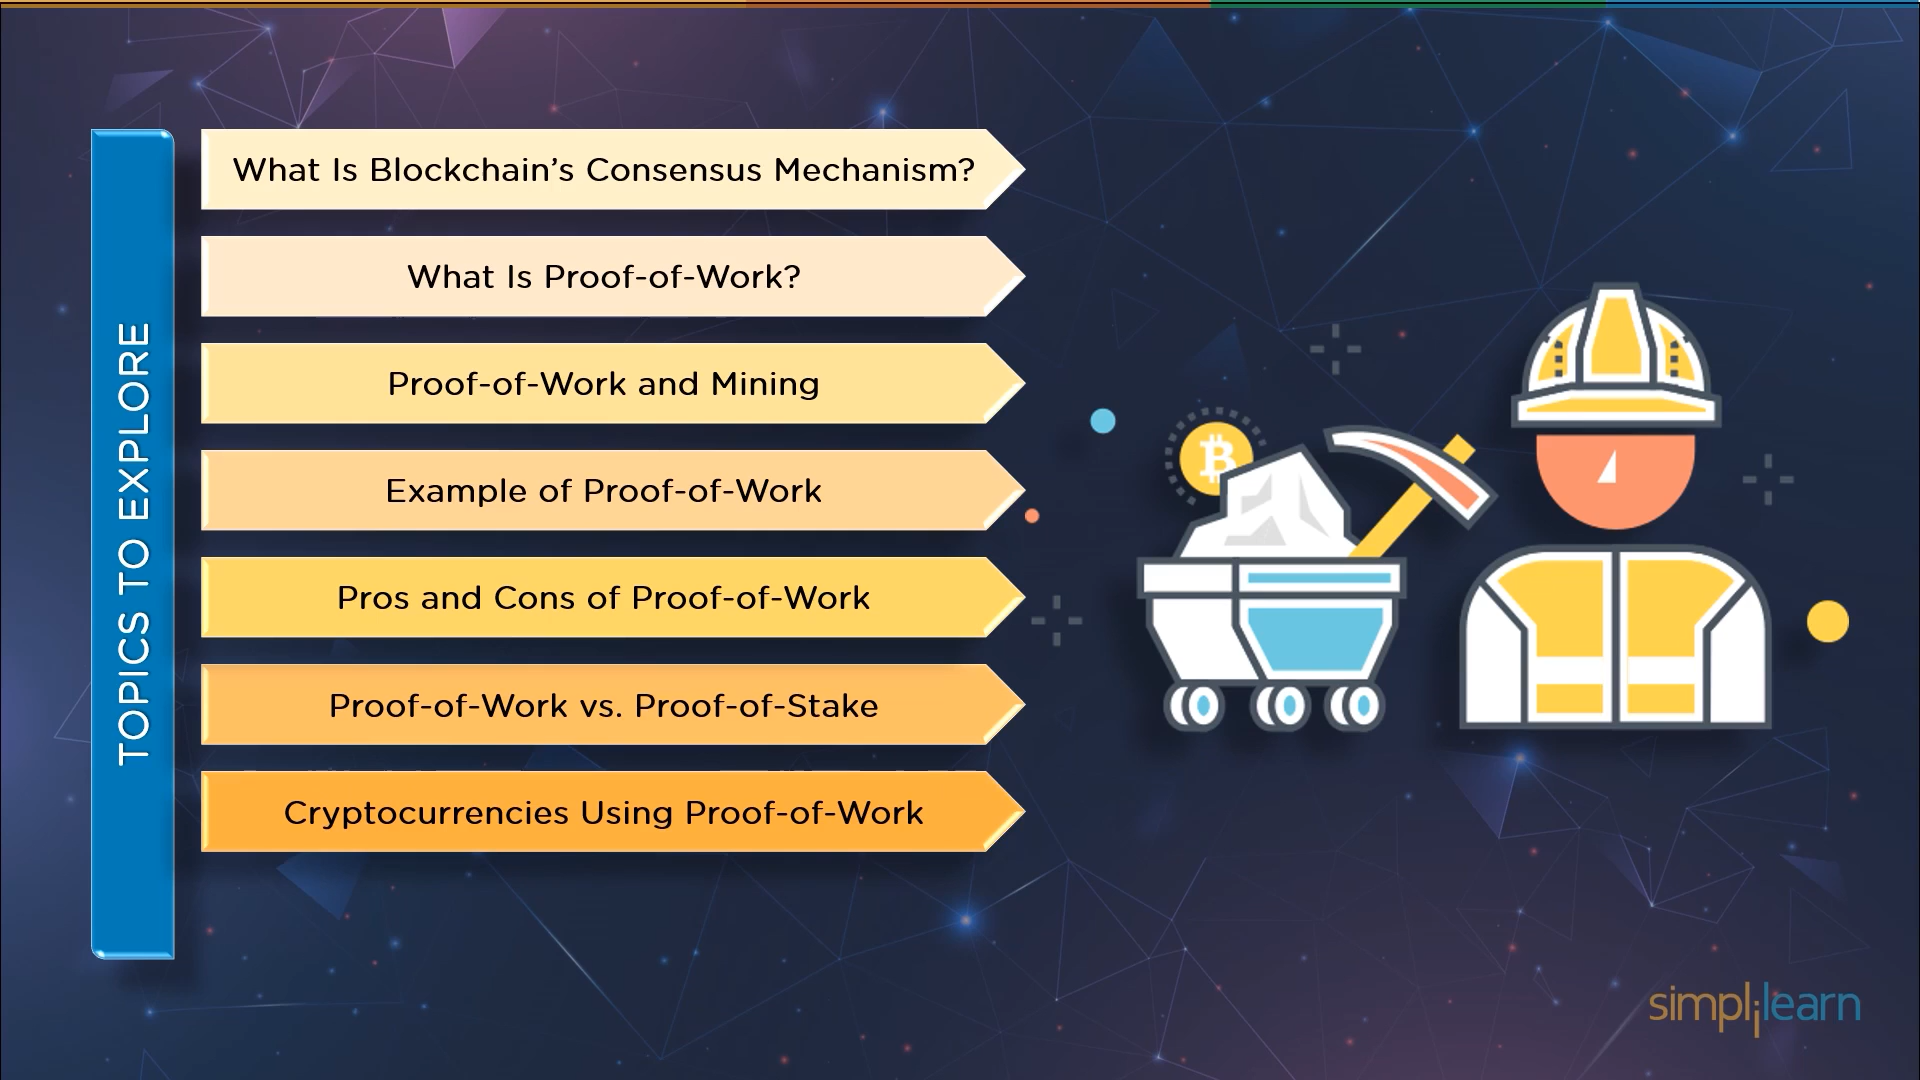 TOPICS TO EXPLORE
What Is Blockchain’s Consensus Mechanism?
What Is Proof-of-Work?
Proof-of-Work and Mining
Example of Proof-of-Work
Pros and Cons of Proof-of-Work
Proof-of-Work vs. Proof-of-Stake
Cryptocurrencies Using Proof-of-Work
simplilearn